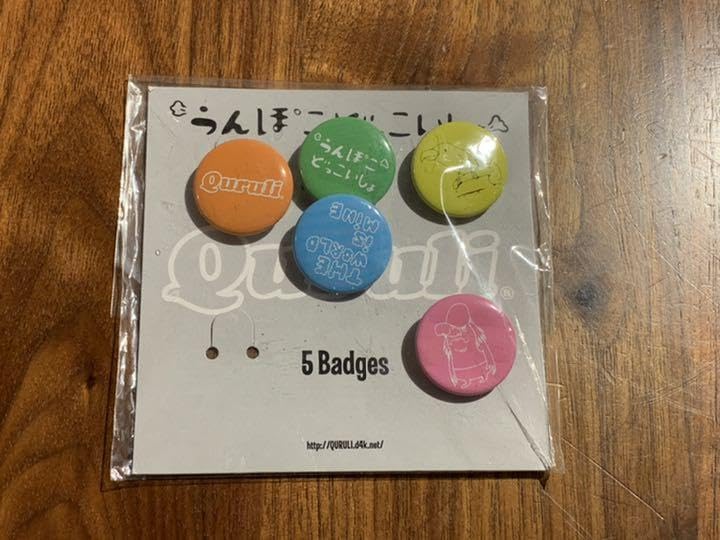 うんぽこどっこいしょ
Quruli
うんぽこ
どっこいしょ
THE
WORLD
IS
MINE
Quruli®
5 Badges
http://QURULI.d4k.net/